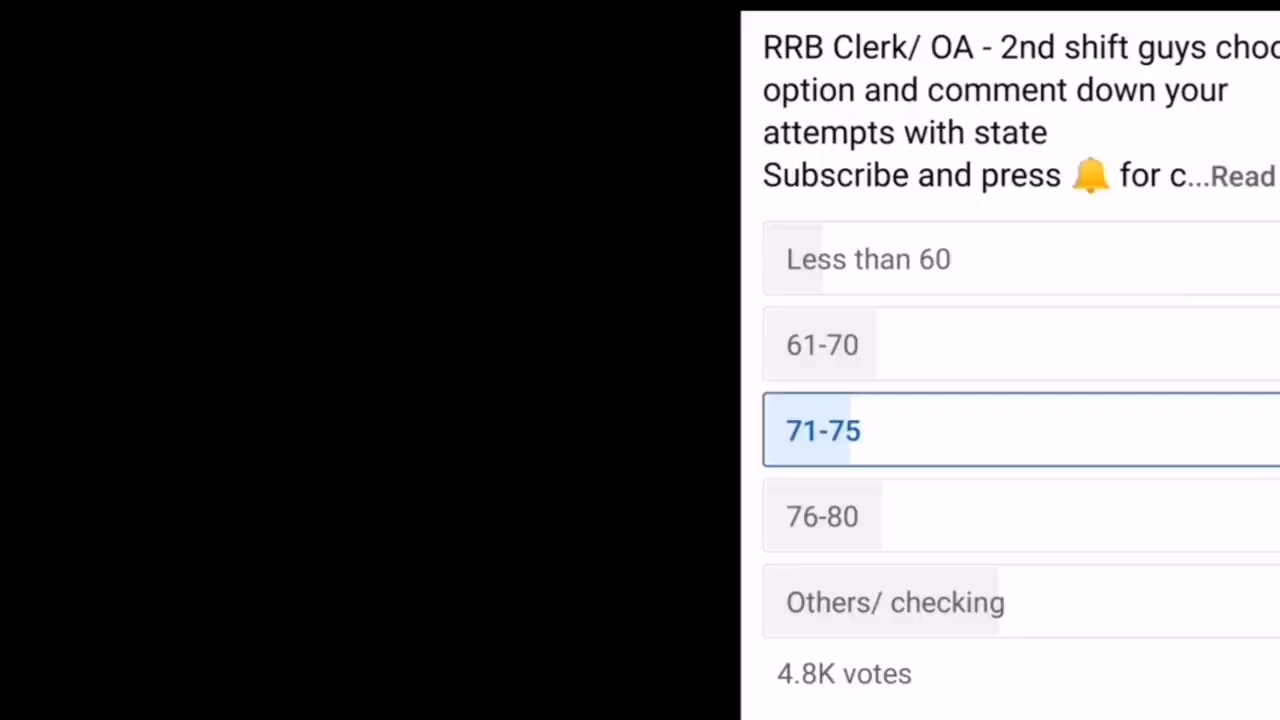 RRB Clerk/ OA - 2nd shift guys
option and comment down your
attempts with state
Subscribe and press 🔔 for c...Read
Less than 60
61-70
71-75
76-80
Others/ checking
4.8K votes